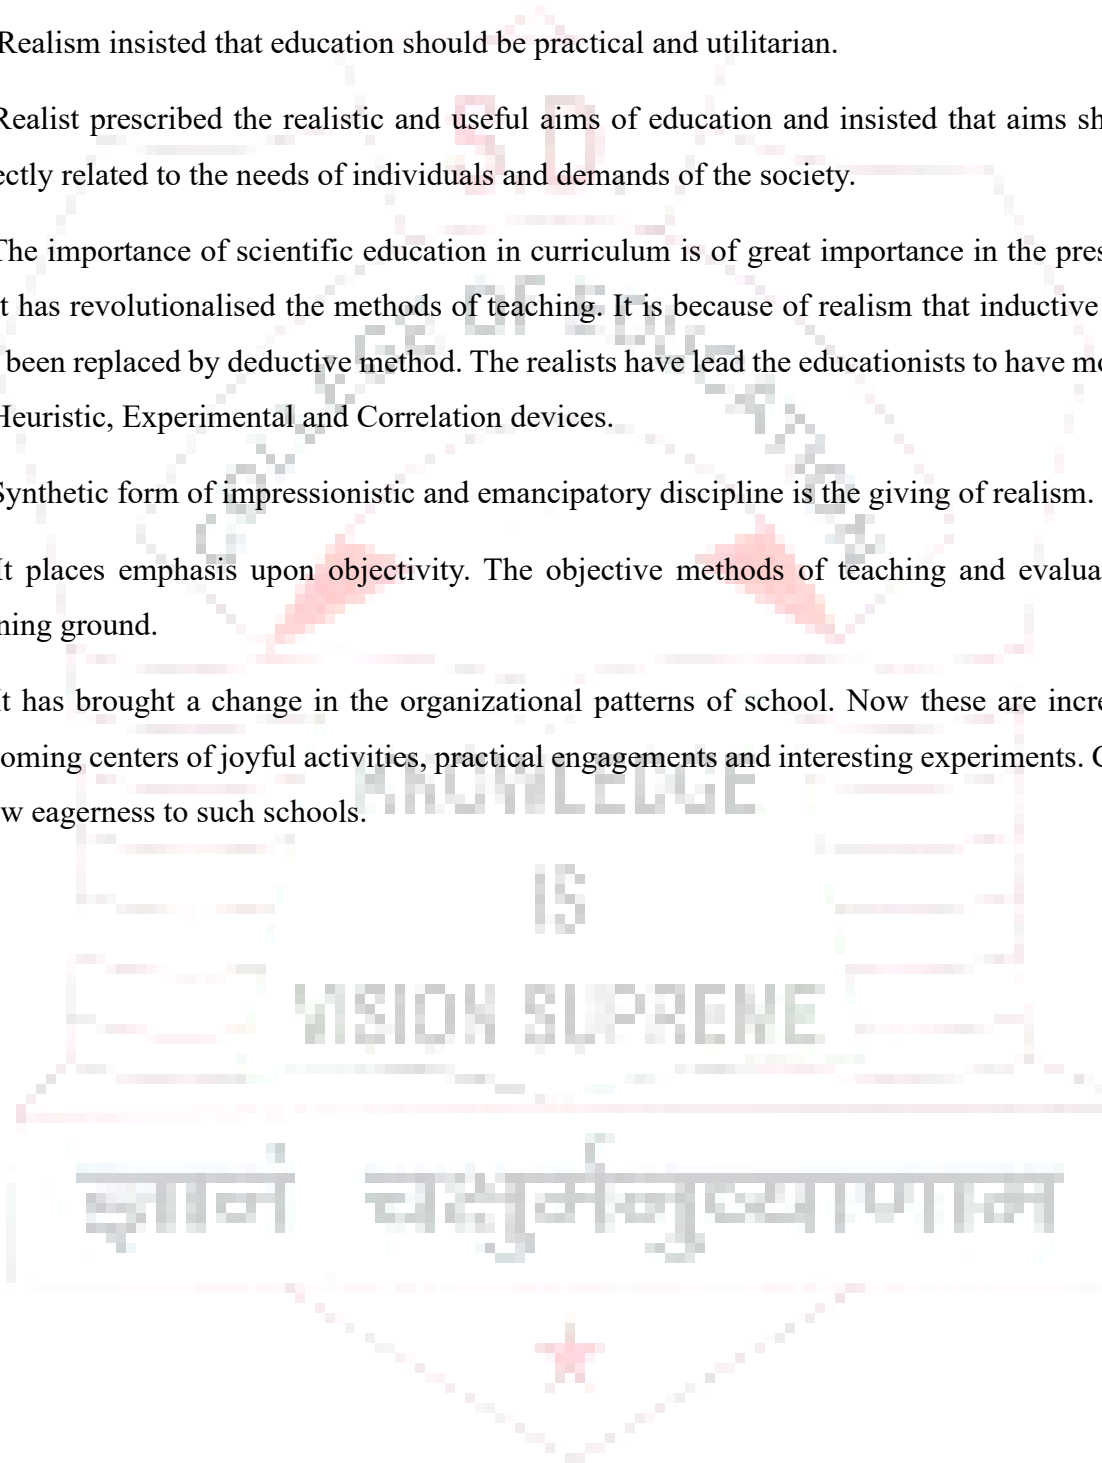 Realism insisted that education should be practical and utilitarian.
Realist prescribed the realistic and useful aims of education and insisted that aims sh
ectly related to the needs of individuals and demands of the society.
The importance of scientific education in curriculum is of great importance in the pres
t has revolutionalised the methods of teaching. It is because of realism that inductive
been replaced by deductive method. The realists have lead the educationists to have mo
Heuristic, Experimental and Correlation devices.
Synthetic form of impressionistic and emancipatory discipline is the giving of realism.
It places emphasis upon objectivity. The objective methods of teaching and evalua
ning ground.
It has brought a change in the organizational patterns of school. Now these are incre
oming centers of joyful activities, practical engagements and interesting experiments. C
w eagerness to such schools.
S.D
COLLEGE OF EDUCATION
KNOWLEDGE
IS
VISION SUPREME
ज्ञानं चक्षुर्मनुष्याणाम